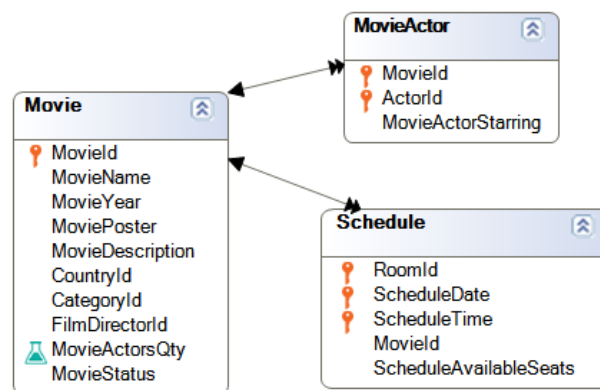 MovieActor
MovieId
ActorId
MovieActorStarring
Movie
MovieId
MovieName
MovieYear
MoviePoster
MovieDescription
CountryId
CategoryId
FilmDirectorId
MovieActorsQty
MovieStatus
Schedule
RoomId
ScheduleDate
ScheduleTime
MovieId
ScheduleAvailableSeats